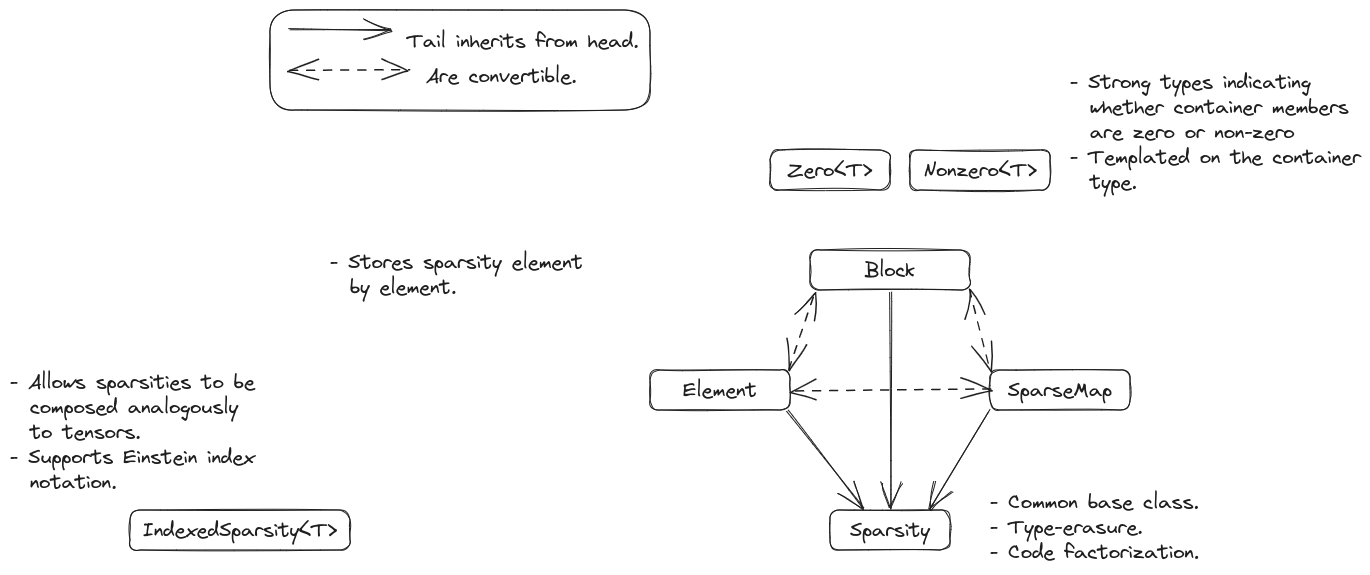 Tail inherits from head.
Are convertible.
- Strong types indicating
whether container members
are zero or non-zero
- Templated on the container
type.
Zero<T>
Nonzero<T>
- Stores sparsity element
by element.
Block
Element
SparseMap
- Allows sparsities to be
composed analogously
to tensors.
- Supports Einstein index
notation.
IndexedSparsity<T>
Sparsity
- Common base class.
- Type-erasure.
- Code factorization.